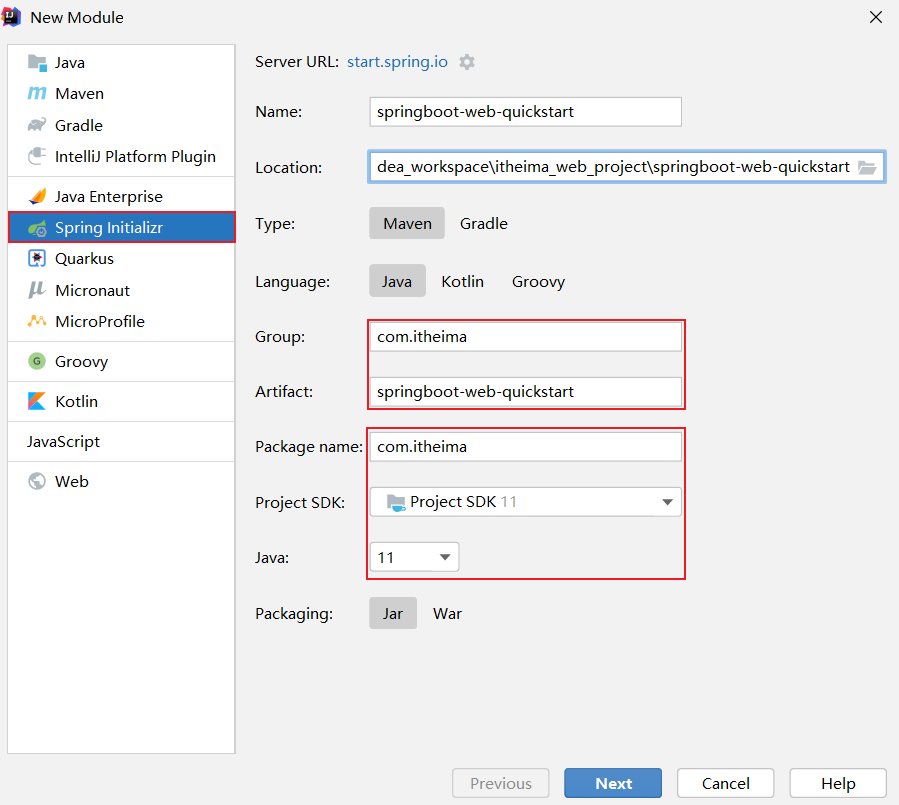 New Module
Java
Maven
Gradle
IntelliJ Platform Plugin
Java Enterprise
Spring Initializr
Quarkus
Micronaut
MicroProfile
G Groovy
Kotlin
JavaScript
Web
Server URL: start.spring.io
Name: springboot-web-quickstart
Location: dea_workspace\itheima_web_project\springboot-web-quickstart
Type: Maven Gradle
Language: Java Kotlin Groovy
Group: com.itheima
Artifact: springboot-web-quickstart
Package name: com.itheima
Project SDK: Project SDK 11
Java: 11
Packaging: Jar War
Previous Next Cancel Help